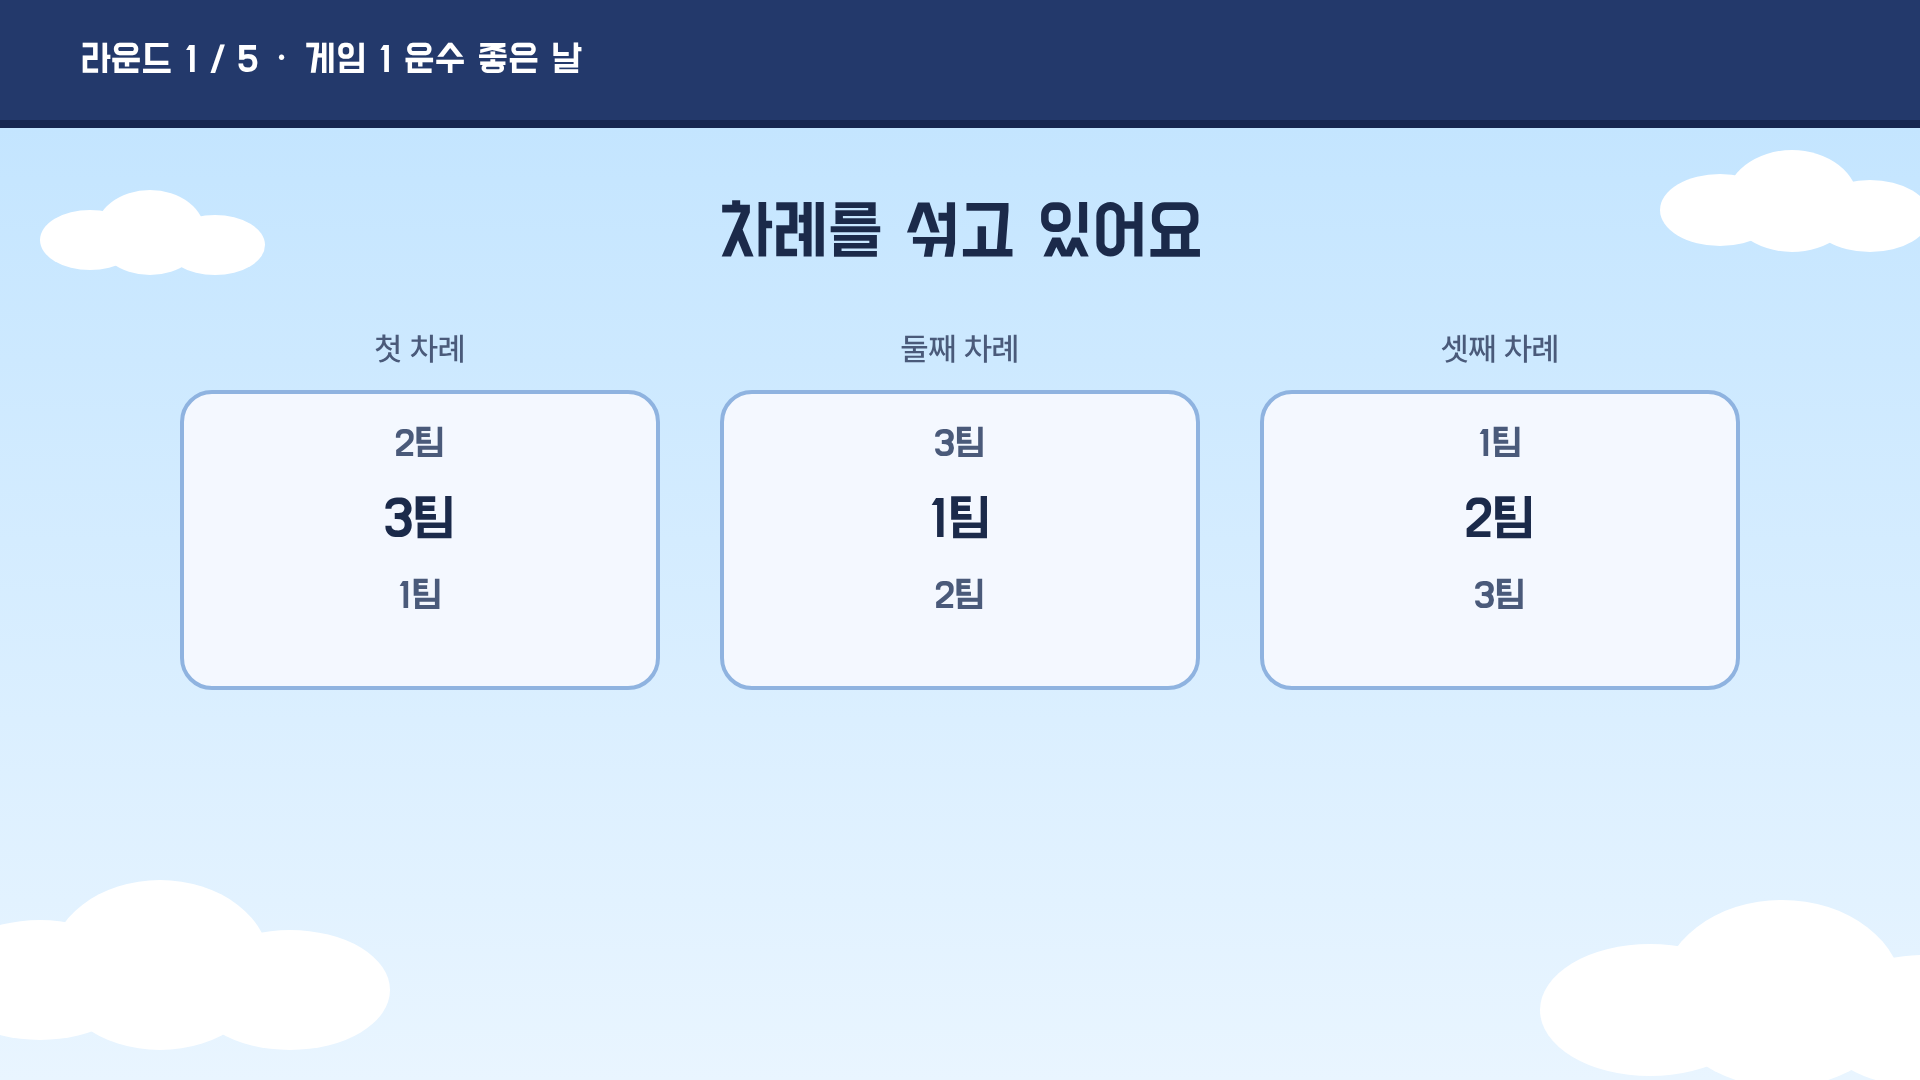 라운드 1 / 5 · 게임 1 운수 좋은 날
차례를 섞고 있어요
첫 차례
2팀
3팀
1팀
둘째 차례
3팀
1팀
2팀
셋째 차례
1팀
2팀
3팀